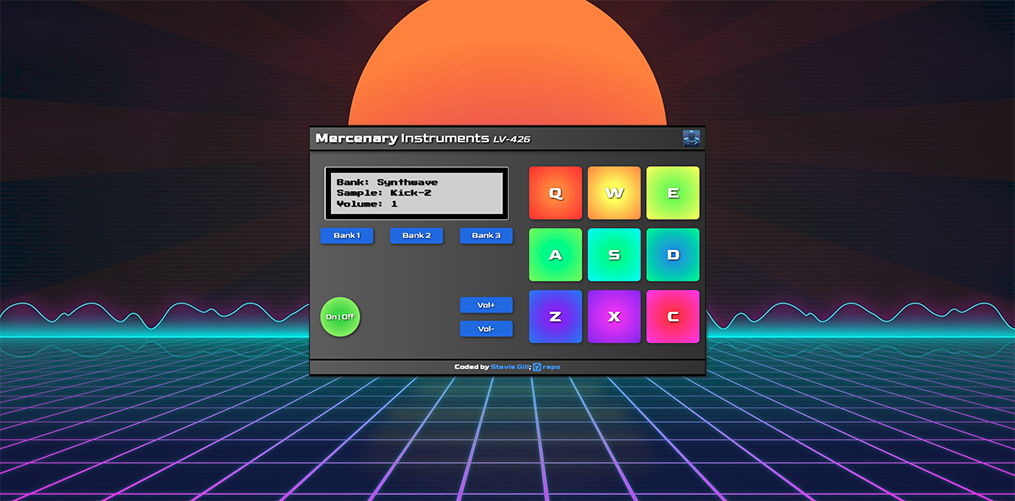 Mercenary Instruments LV-426
Bank: Synthwave
Sample: Kick-2
Volume: 1
Bank 1 Bank 2 Bank 3
Q W E
A S D
On | Off
Vol+
Vol-
Z X C
Coded by Stevie Gill; repo